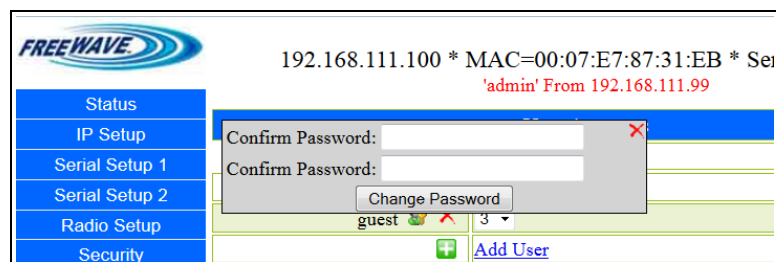 FREEWAVE
192.168.111.100 * MAC=00:07:E7:87:31:EB * Ser
'admin' From 192.168.111.99
Status
IP Setup
Serial Setup 1
Serial Setup 2
Radio Setup
Security
Confirm Password:
Confirm Password:
Change Password
guest 3
Add User